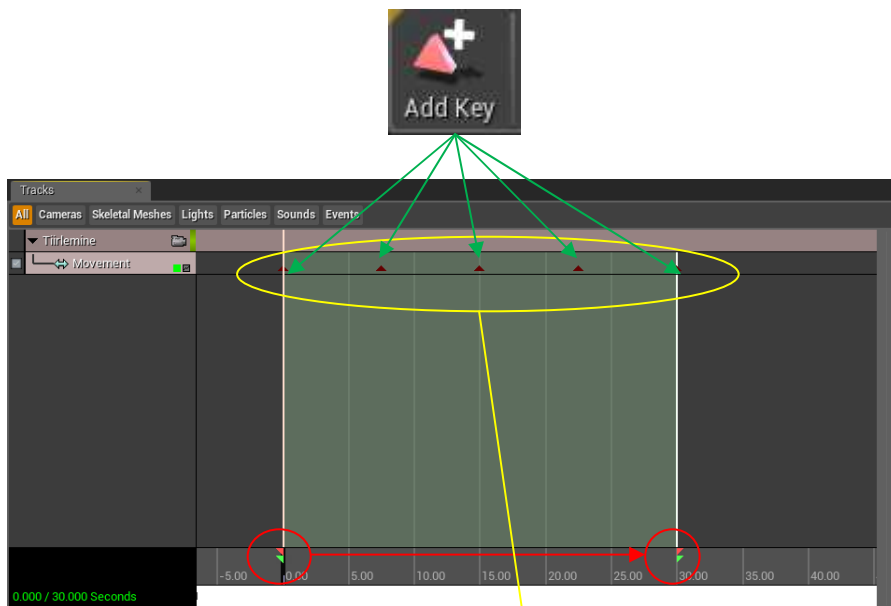 Add Key
Tracks
All Cameras Skeletal Meshes Lights Particles Sounds Events
Tiirlemine
Movement
-5.00 0.00 5.00 10.00 15.00 20.00 25.00 30.00 35.00 40.00
0.000 / 30.000 Seconds